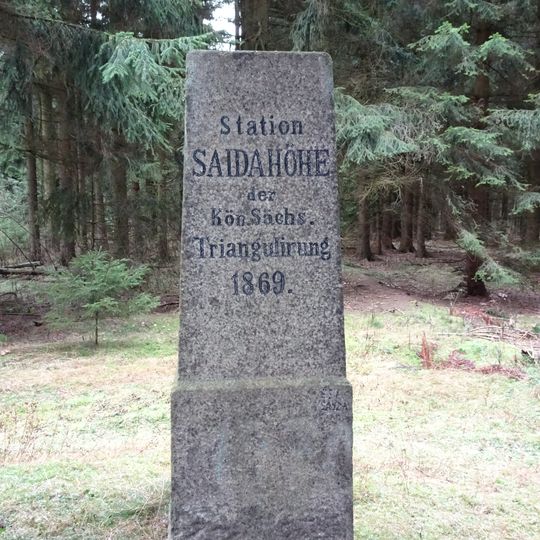 Station
SAIDAHÖHE
der
Kön.Sächs.
Triangulirung
1869.